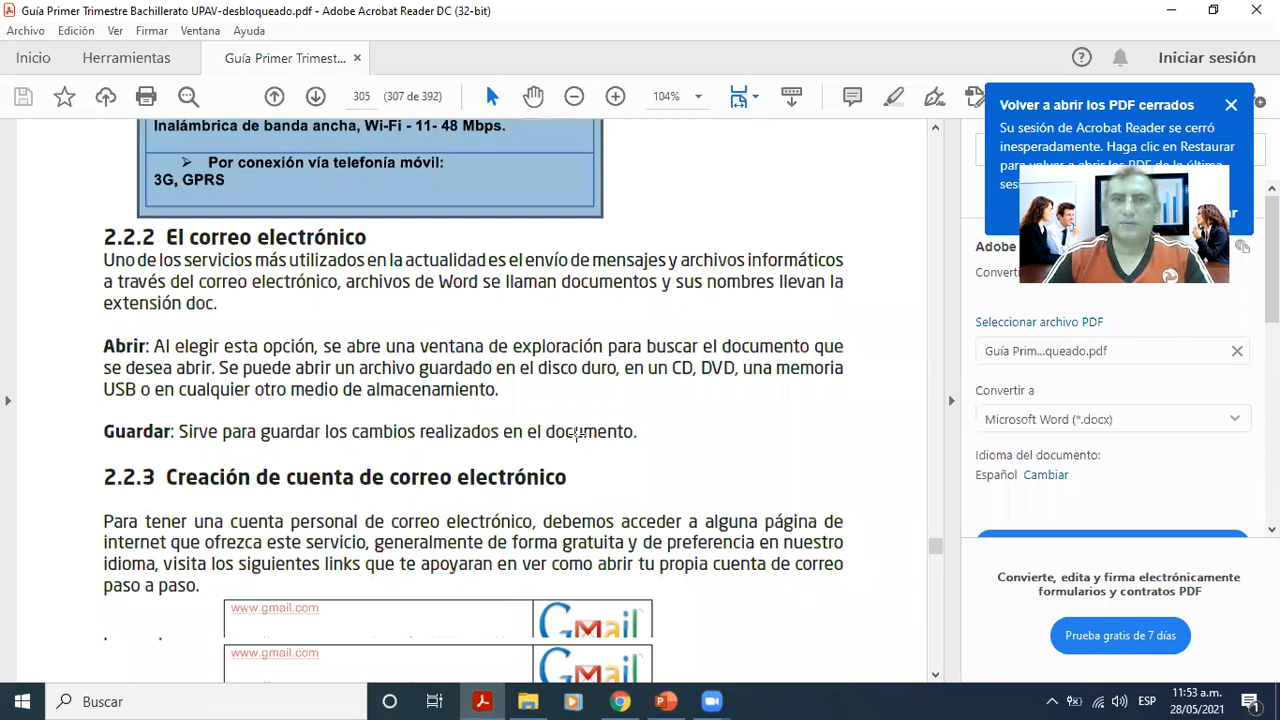 Guía Primer Trimestre Bachillerato UPAV-desbloqueado.pdf - Adobe Acrobat Reader DC (32-bit)
Archivo Edición Ver Firmar Ventana Ayuda
Inicio Herramientas Guía Primer Trimest... Iniciar sesión
305 (307 de 392) 104%
Inalámbrica de banda ancha, Wi-Fi - 11- 48 Mbps.
Por conexión vía telefonía móvil:
3G, GPRS
2.2.2 El correo electrónico
Uno de los servicios más utilizados en la actualidad es el envío de mensajes y archivos informáticos
a través del correo electrónico, archivos de Word se llaman documentos y sus nombres llevan la
extensión doc.
Abrir: Al elegir esta opción, se abre una ventana de exploración para buscar el documento que
se desea abrir. Se puede abrir un archivo guardado en el disco duro, en un CD, DVD, una memoria
USB o en cualquier otro medio de almacenamiento.
Guardar: Sirve para guardar los cambios realizados en el documento.
2.2.3 Creación de cuenta de correo electrónico
Para tener una cuenta personal de correo electrónico, debemos acceder a alguna página de
internet que ofrezca este servicio, generalmente de forma gratuita y de preferencia en nuestro
idioma, visita los siguientes links que te apoyaran en ver como abrir tu propia cuenta de correo
paso a paso.
www.gmail.com Gmail
www.gmail.com Gmail
Volver a abrir los PDF cerrados
Su sesión de Acrobat Reader se cerró
inesperadamente. Haga clic en Restaurar
para volver a abrir los PDF de la última
Adobe
Convertir
Seleccionar archivo PDF
Guía Prim...queado.pdf
Convertir a
Microsoft Word (*.docx)
Idioma del documento:
Español Cambiar
Convierte, edita y firma electrónicamente
formularios y contratos PDF
Prueba gratis de 7 días
Buscar
ESP
11:53 a.m.
28/05/2021
1